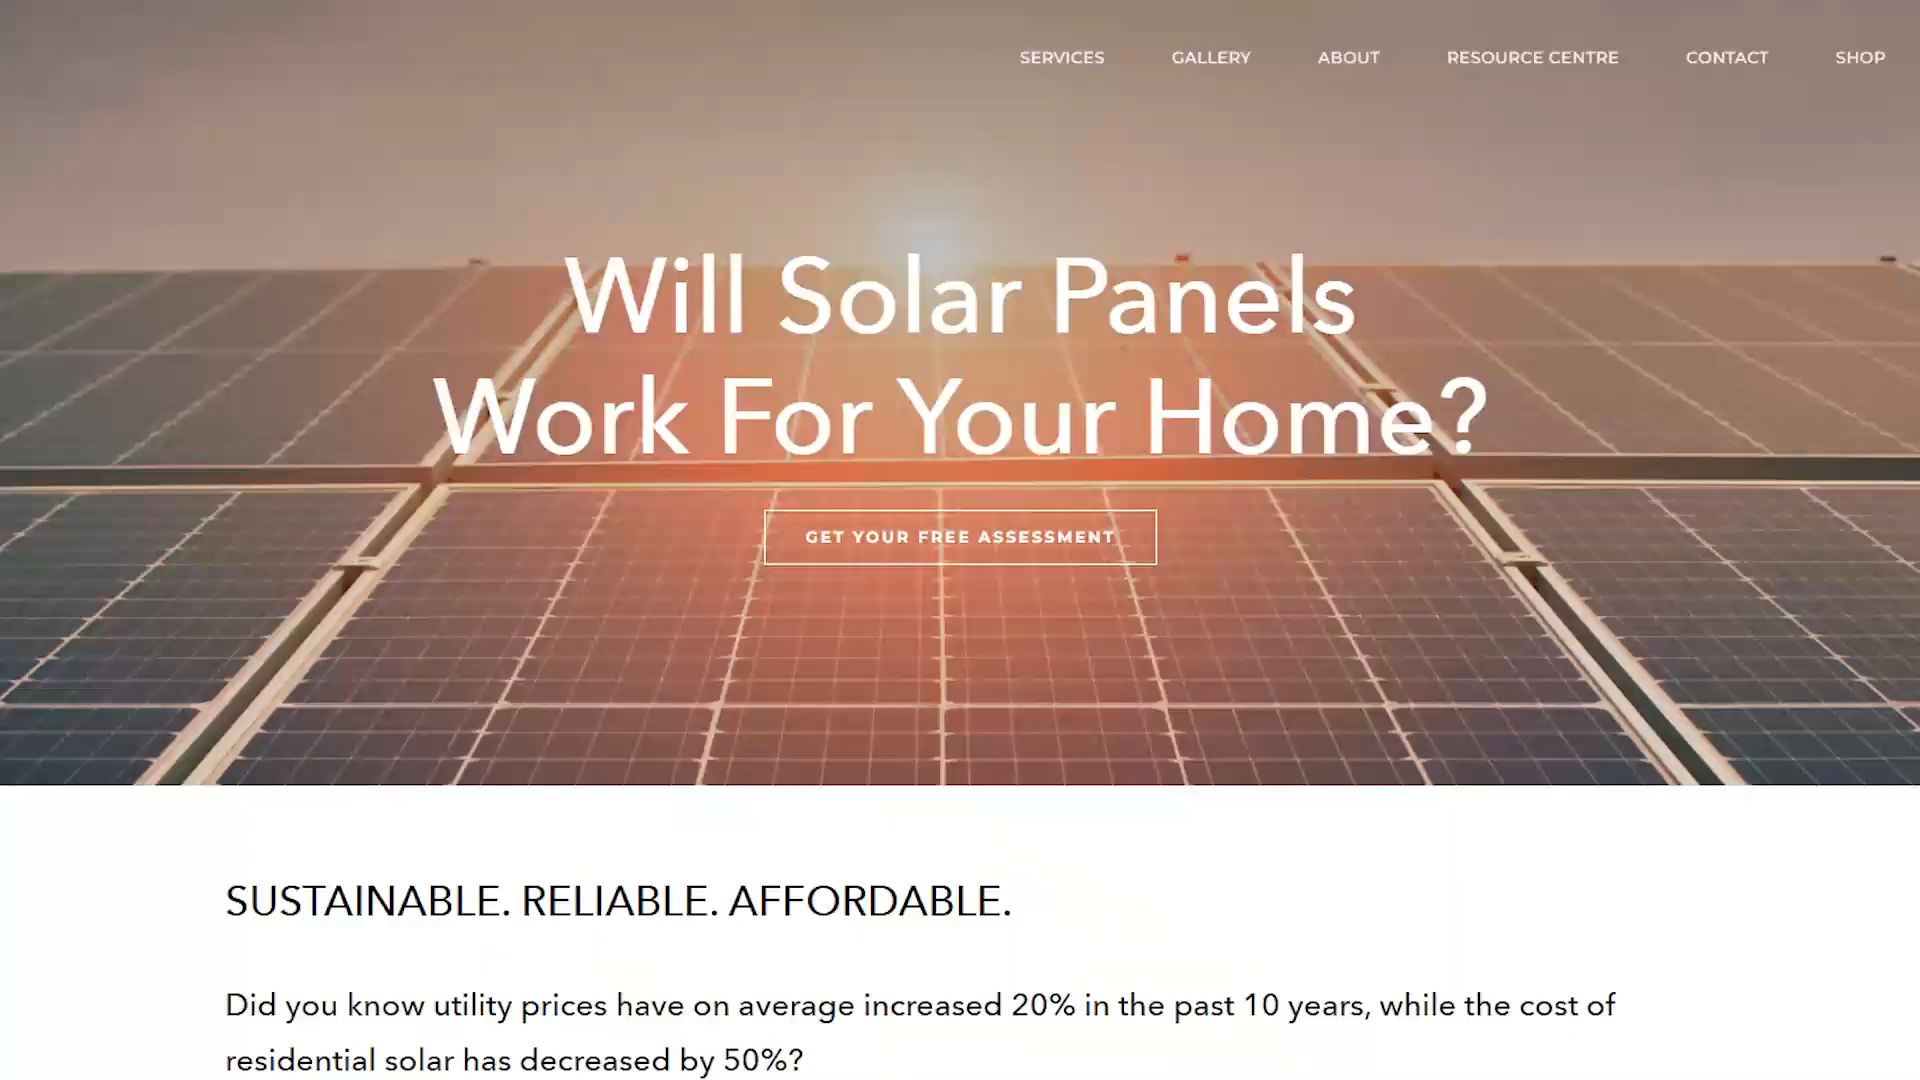 SERVICES GALLERY ABOUT RESOURCE CENTRE CONTACT SHOP
Will Solar Panels
Work For Your Home?
GET YOUR FREE ASSESSMENT
SUSTAINABLE. RELIABLE. AFFORDABLE.
Did you know utility prices have on average increased 20% in the past 10 years, while the cost of
residential solar has decreased by 50%?